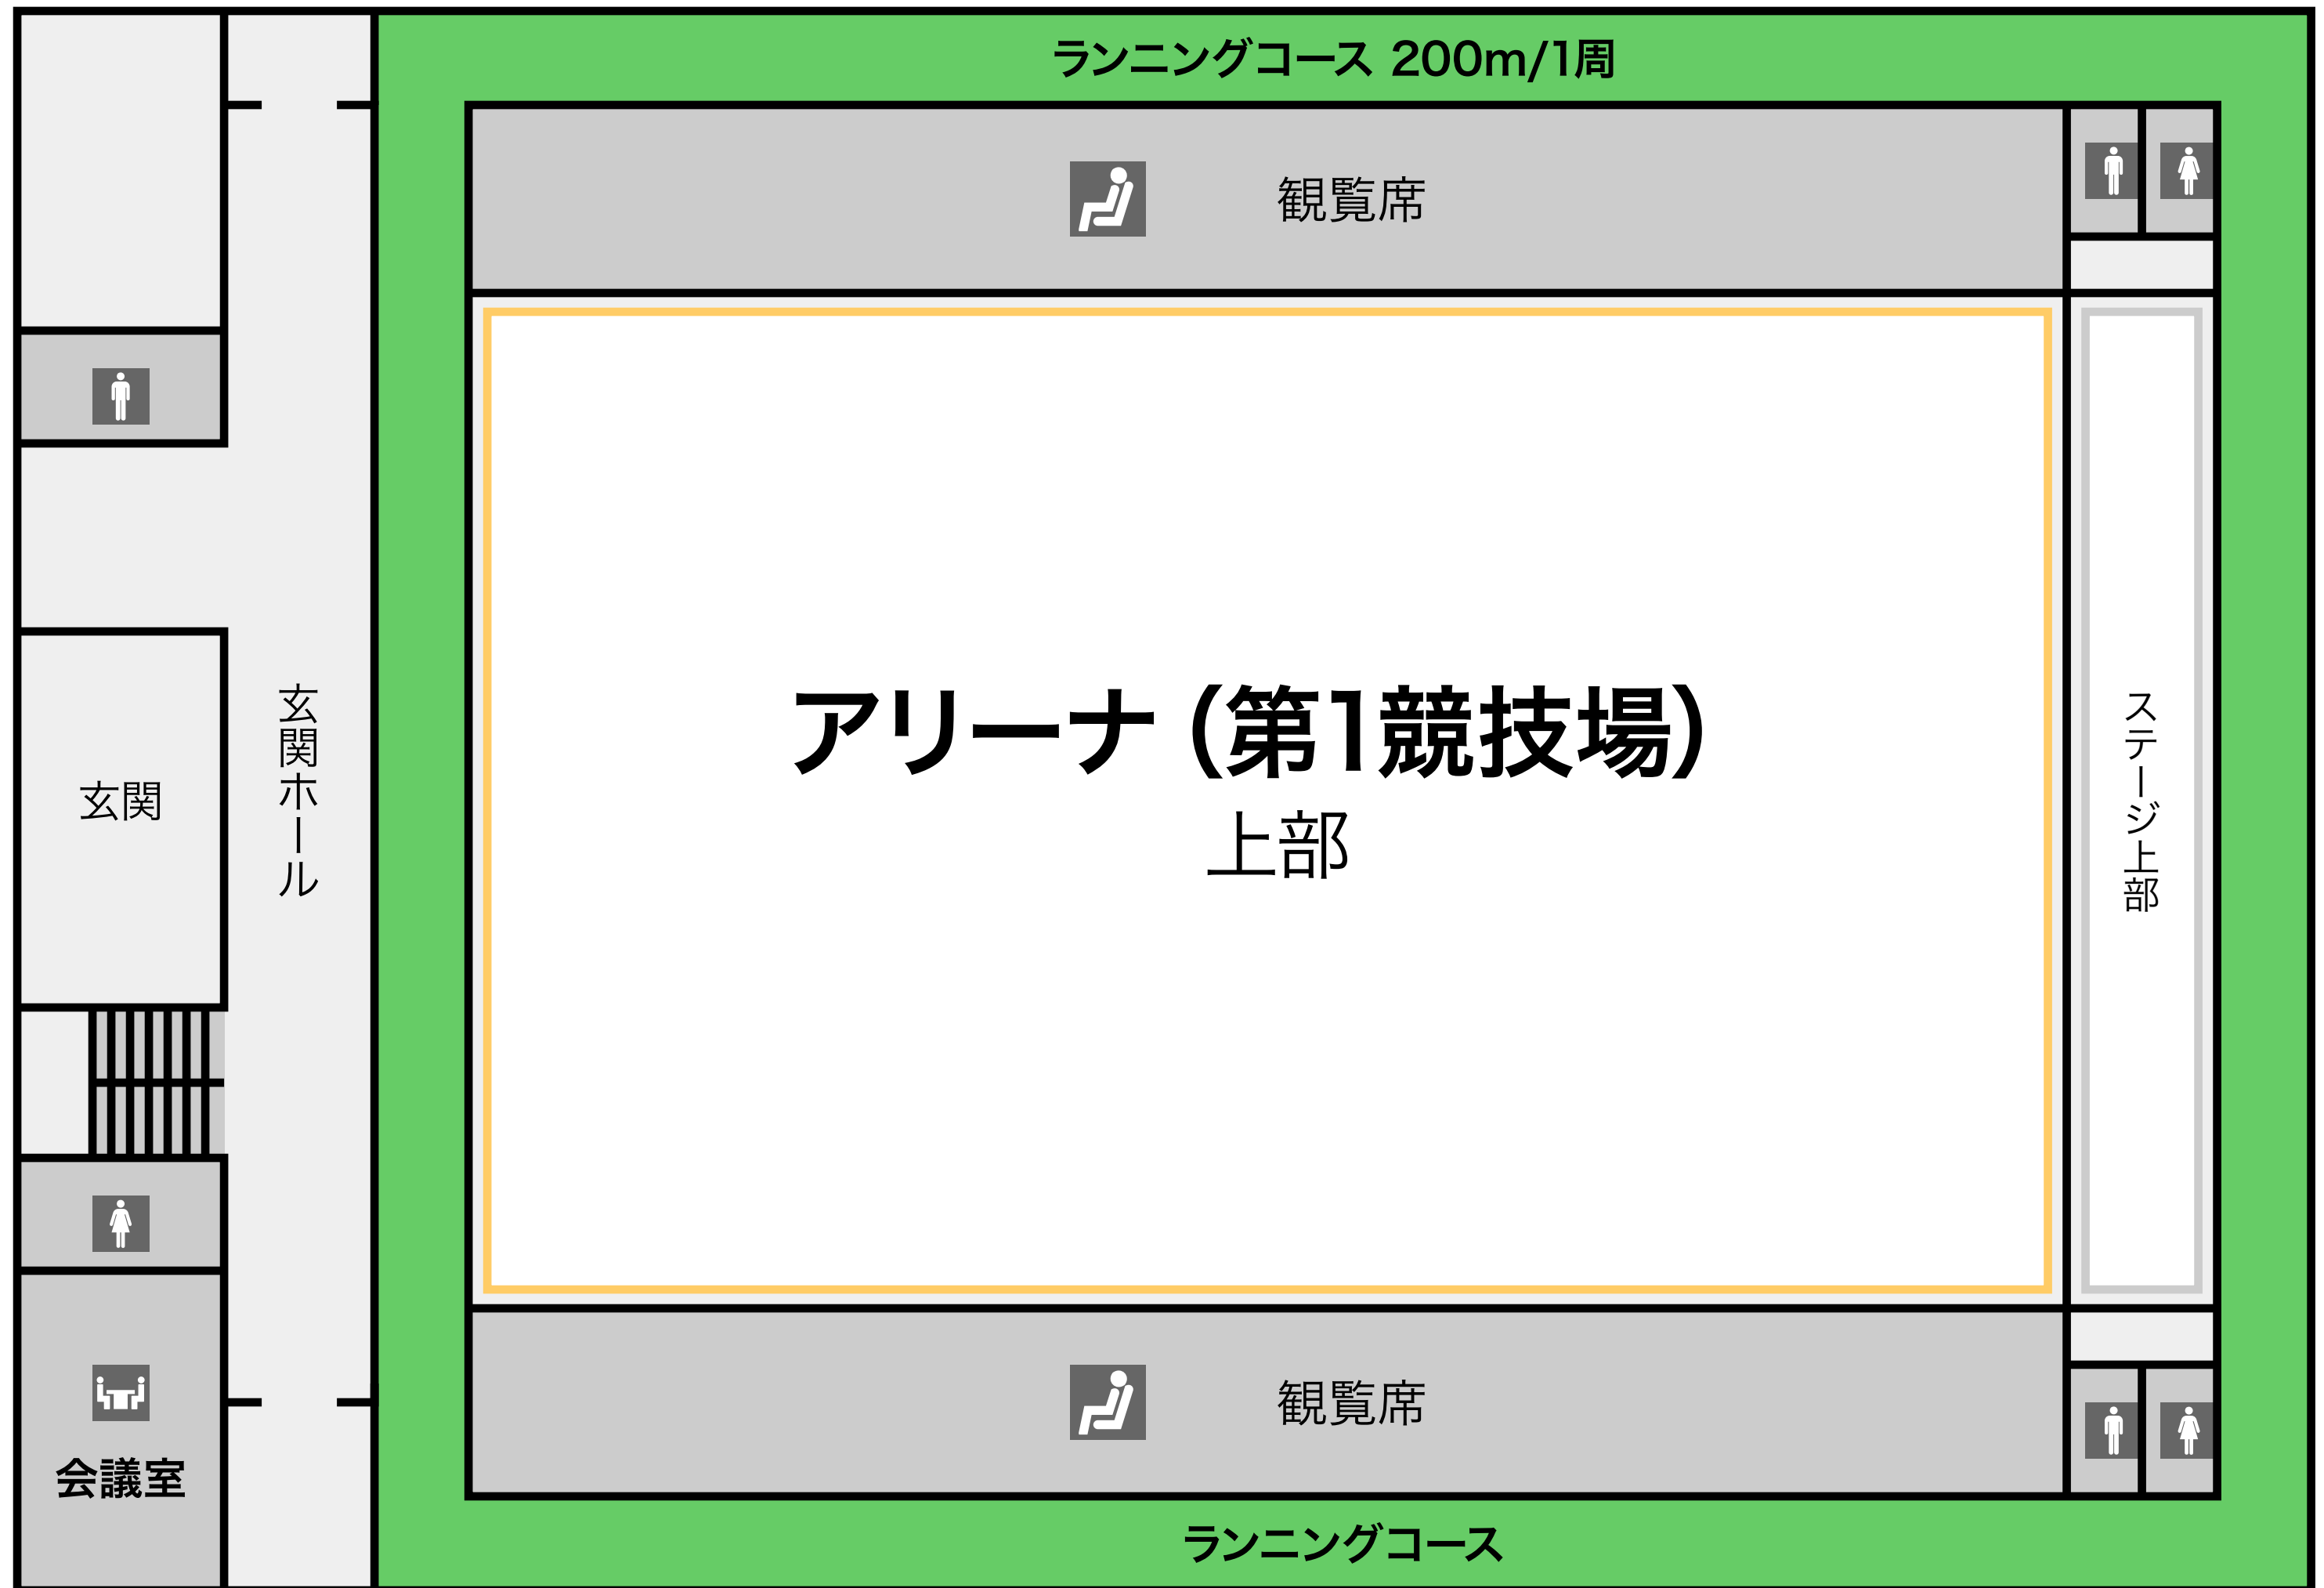 ランニングコース 200m/1周
観覧席
玄関
玄関ホール
アリーナ（第1競技場）
上部
ステージ上部
観覧席
会議室
ランニングコース